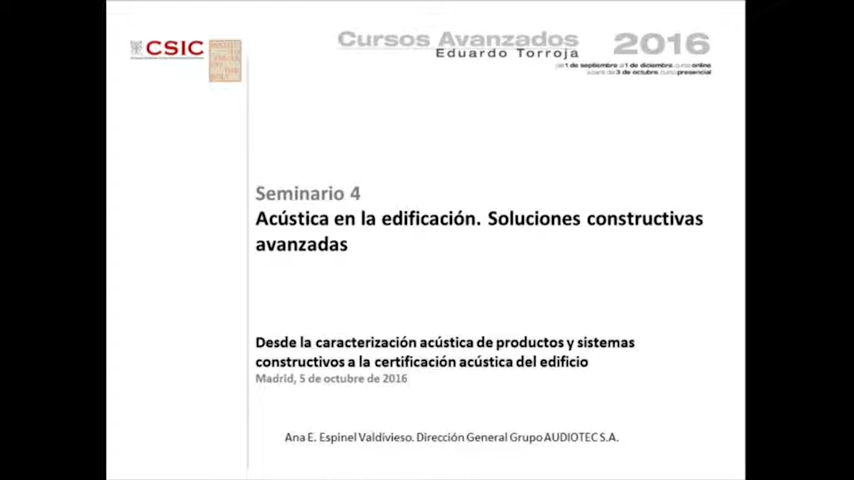 CSIC
Cursos Avanzados
Eduardo Torroja
2016
del 1 de septiembre al 1 de diciembre, curso online
a partir del 3 de octubre, curso presencial
Seminario 4
Acústica en la edificación. Soluciones constructivas
avanzadas
Desde la caracterización acústica de productos y sistemas
constructivos a la certificación acústica del edificio
Madrid, 5 de octubre de 2016
Ana E. Espinel Valdivieso. Dirección General Grupo AUDIOTEC S.A.